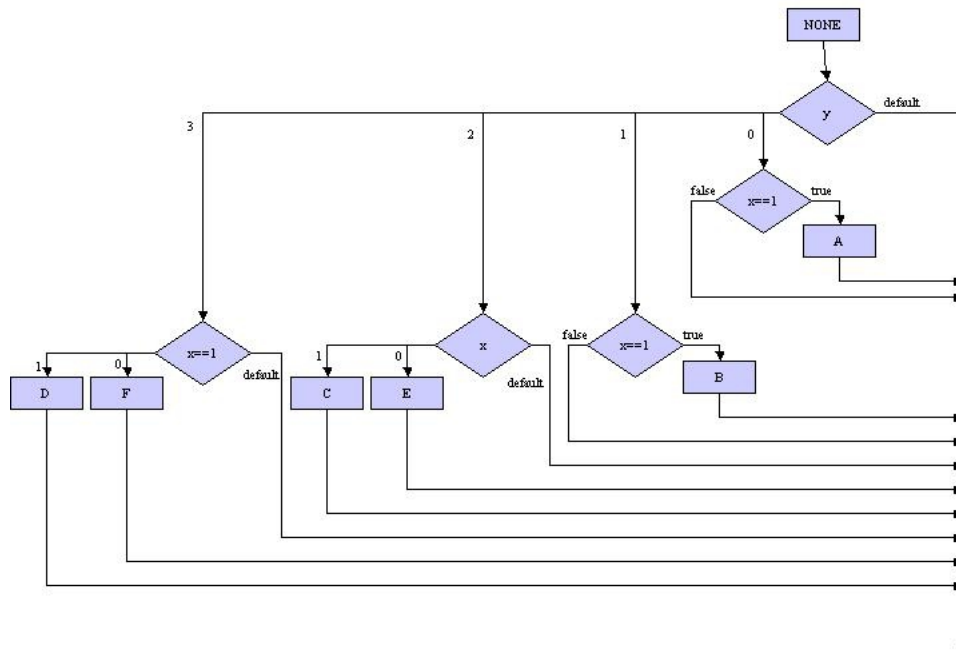 NONE
y
default
3
2
1
0
false
x==1
true
A
x==1
default
1
0
D
F
x
default
1
0
C
E
false
x==1
true
B